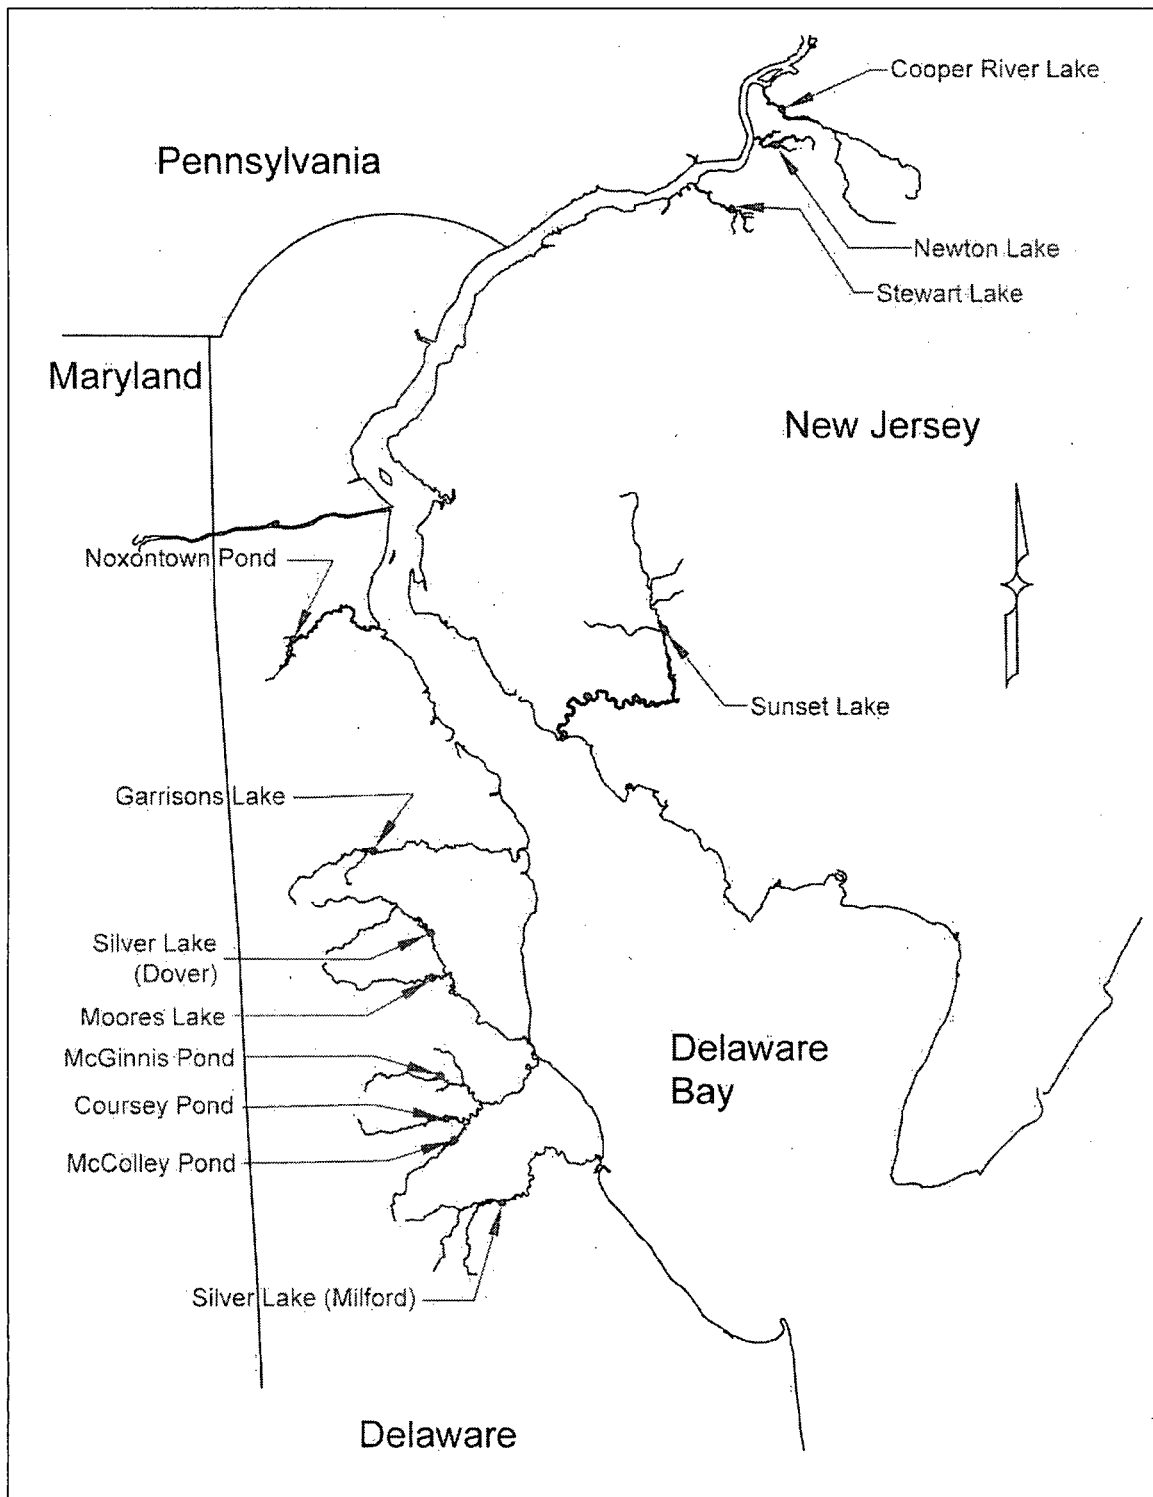 Cooper River Lake
Pennsylvania
Newton Lake
Stewart Lake
Maryland
New Jersey
Noxontown Pond
Sunset Lake
Garrisons Lake
Silver Lake
(Dover)
Moores Lake
McGinnis Pond
Delaware
Bay
Coursey Pond
McColley Pond
Silver Lake (Milford)
Delaware